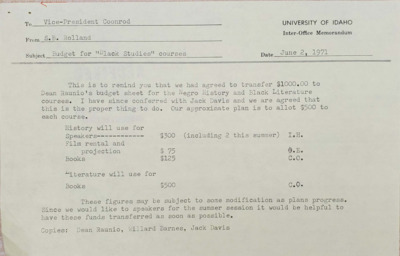 To Vice-President Coonrod
UNIVERSITY OF IDAHO
Inter-Office Memorandum
From S.S. Rolland
Subject Budget for "Black Studies" courses
Date June 2, 1971
This is to remind you that we had agreed to transfer $1000.00 to
Dean Raunio's budget sheet for the Negro History and Black Literature
courses. I have since conferred with Jack Davis and we are agreed that
this is the proper thing to do. Our approximate plan is to allot $500 to
each course.
History will use for
Speakers----------- $300 (including 2 this summer) I.H.
Film rental and
projection $ 75 O.E.
Books $125 C.O.
Literature will use for
Books $500 C.O.
These figures may be subject to some modification as plans progress.
Since we would like to speakers for the summer session it would be helpful to
have these funds transferred as soon as possible.
Copies: Dean Raunio, Willard Barnes, Jack Davis